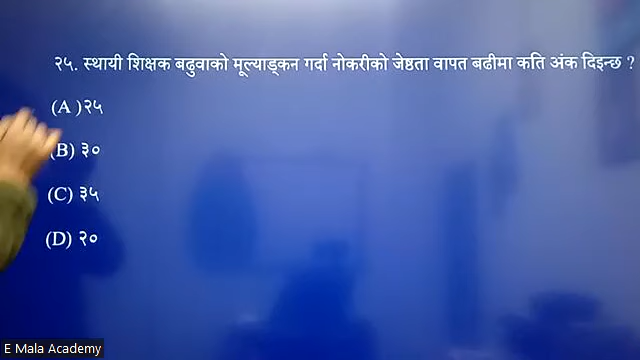 २५. स्थायी शिक्षक बढुवाको मूल्याड्कन गर्दा नोकरीको जेष्ठता वापत बढीमा कति अंक दिइन्छ ?
(A )२५
(B) ३०
(C) ३५
(D) २०
E Mala Academy